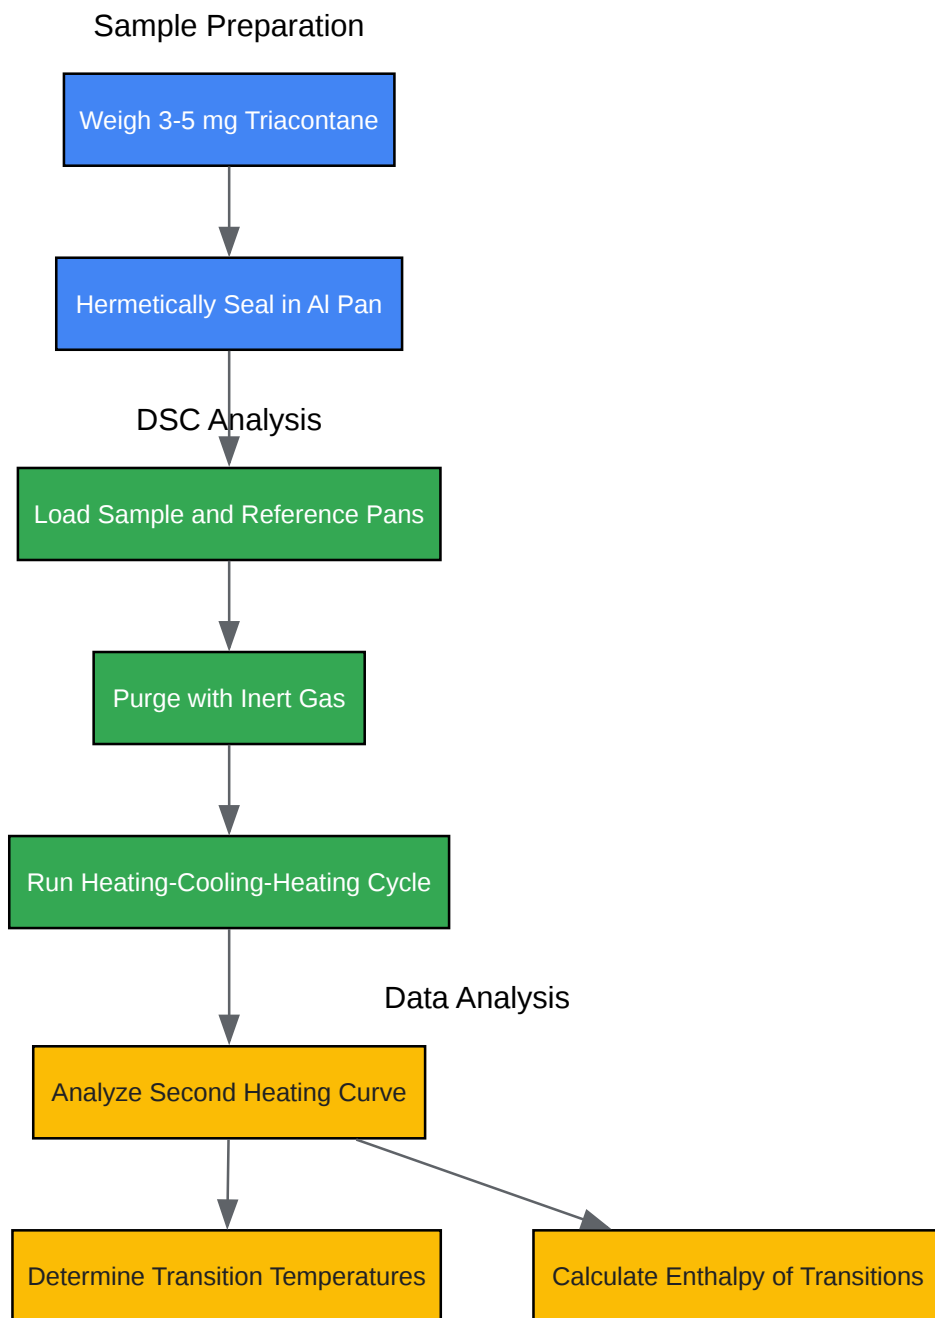 Sample Preparation
Weigh 3-5 mg Triacontane
Hermetically Seal in Al Pan
DSC Analysis
Load Sample and Reference Pans
Purge with Inert Gas
Run Heating-Cooling-Heating Cycle
Data Analysis
Analyze Second Heating Curve
Determine Transition Temperatures
Calculate Enthalpy of Transitions